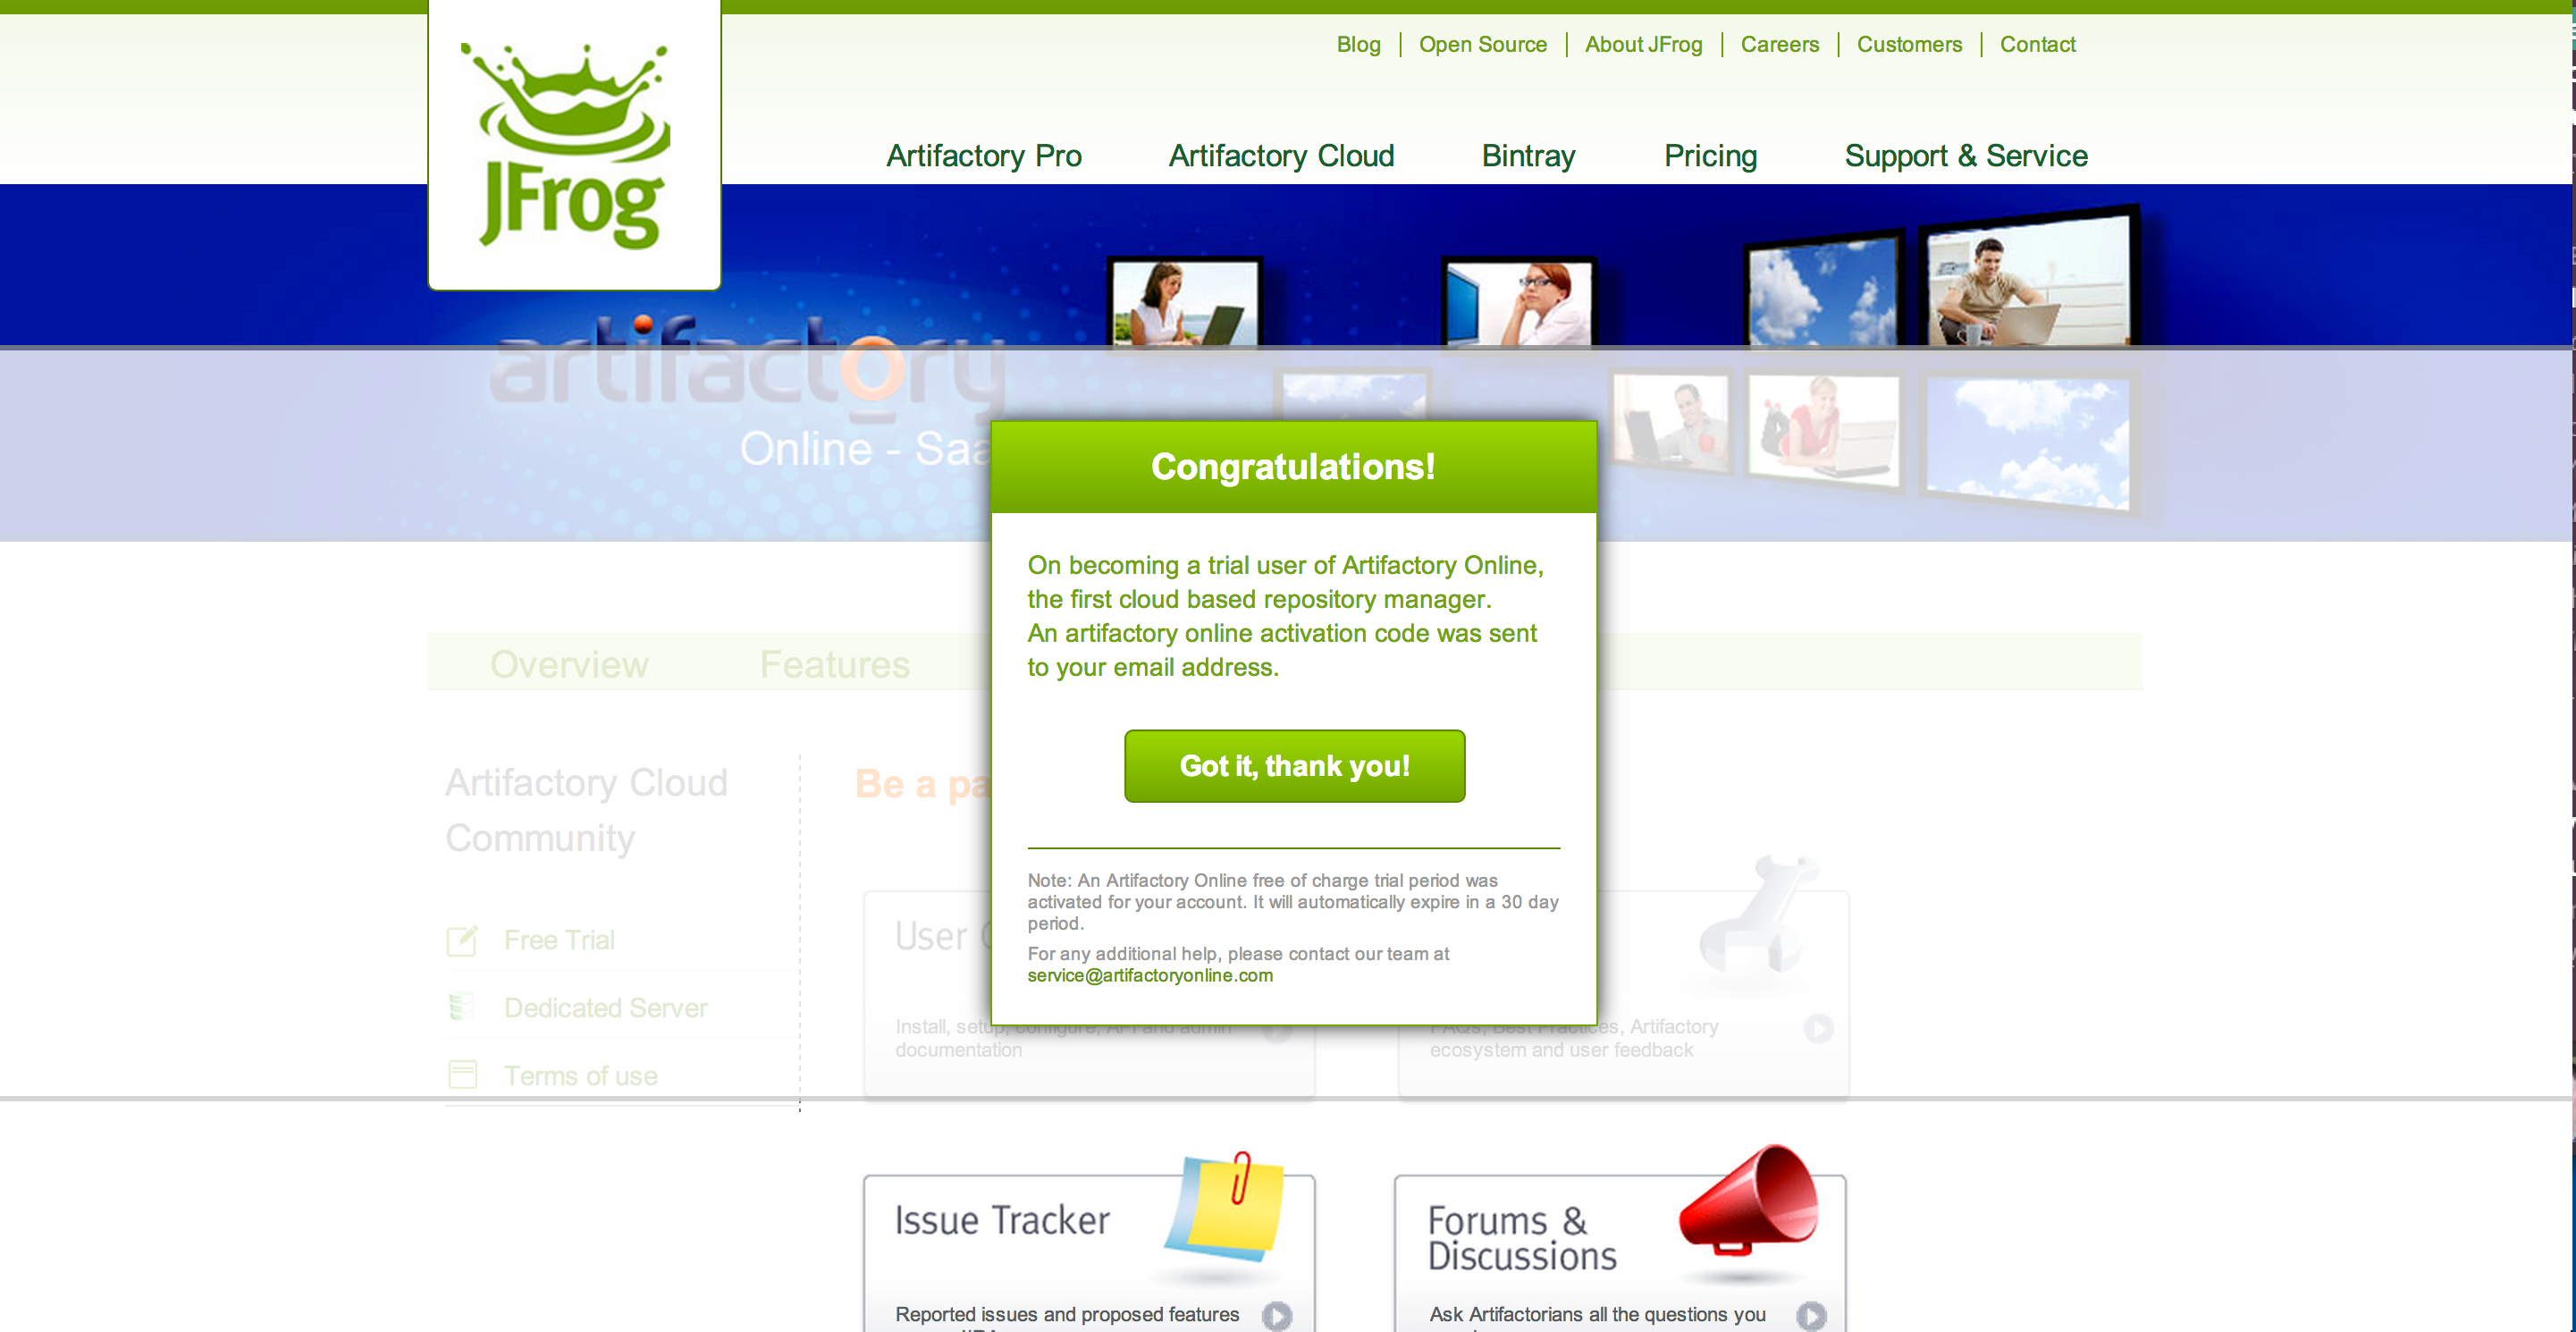 Blog
Open Source
About JFrog
Careers
Customers
Contact
JFrog
Artifactory Pro
Artifactory Cloud
Bintray
Pricing
Support & Service
artifactory
Online - Saa
Congratulations!
On becoming a trial user of Artifactory Online,
the first cloud based repository manager.
An artifactory online activation code was sent
to your email address.
Got it, thank you!
Note: An Artifactory Online free of charge trial period was
activated for your account. It will automatically expire in a 30 day
period.
For any additional help, please contact our team at
service@artifactoryonline.com
Overview
Features
Artifactory Cloud
Community
Free Trial
Dedicated Server
Terms of use
Be a pa
User
Install, setup, configure, API and admin
documentation
FAQs, Best Practices, Artifactory
ecosystem and user feedback
Issue Tracker
Reported issues and proposed features
Forums &
Discussions
Ask Artifactorians all the questions you